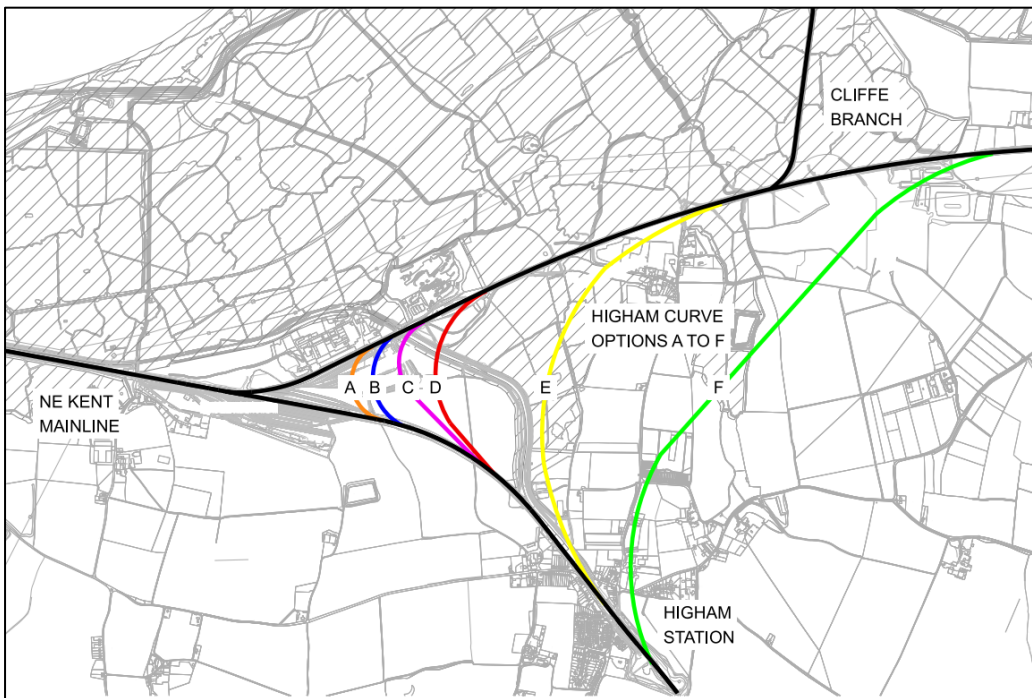 CLIFFE
BRANCH
HIGHAM CURVE
OPTIONS A TO F
A
B
C
D
E
F
NE KENT
MAINLINE
HIGHAM
STATION